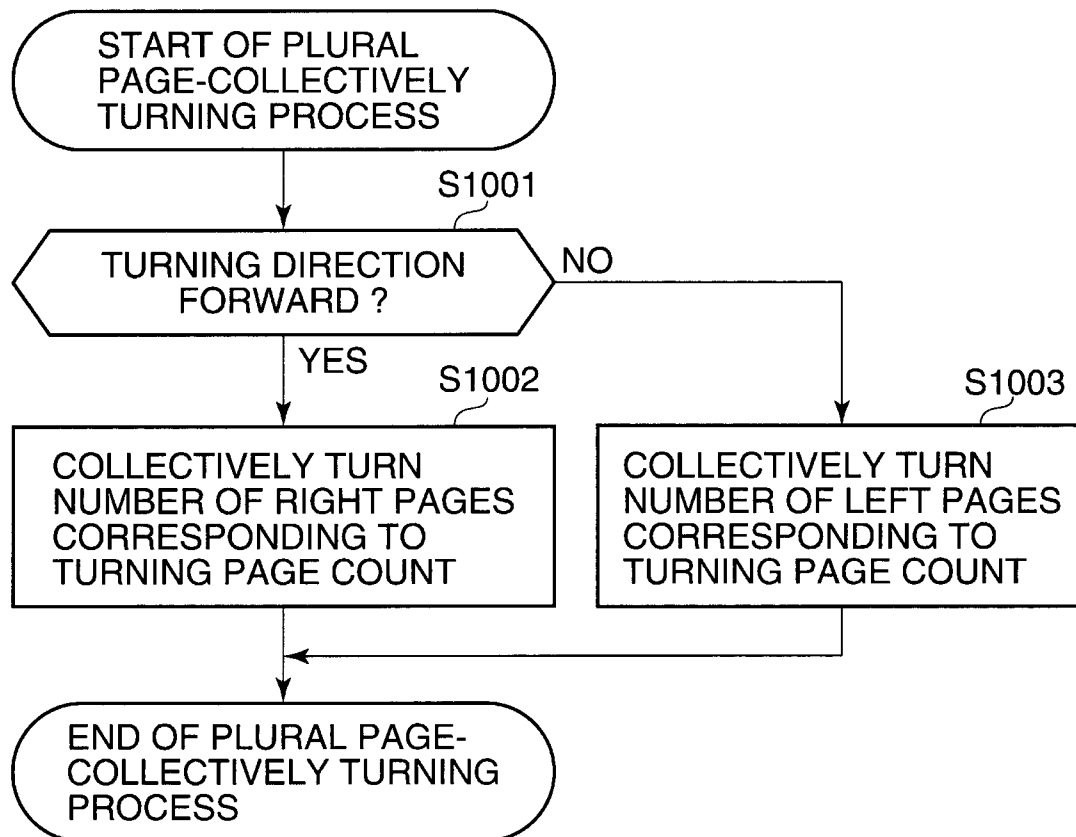 START OF PLURAL
PAGE-COLLECTIVELY
TURNING PROCESS
S1001
TURNING DIRECTION
FORWARD ?
NO
YES
S1002
COLLECTIVELY TURN
NUMBER OF RIGHT PAGES
CORRESPONDING TO
TURNING PAGE COUNT
S1003
COLLECTIVELY TURN
NUMBER OF LEFT PAGES
CORRESPONDING TO
TURNING PAGE COUNT
END OF PLURAL PAGE-
COLLECTIVELY TURNING
PROCESS